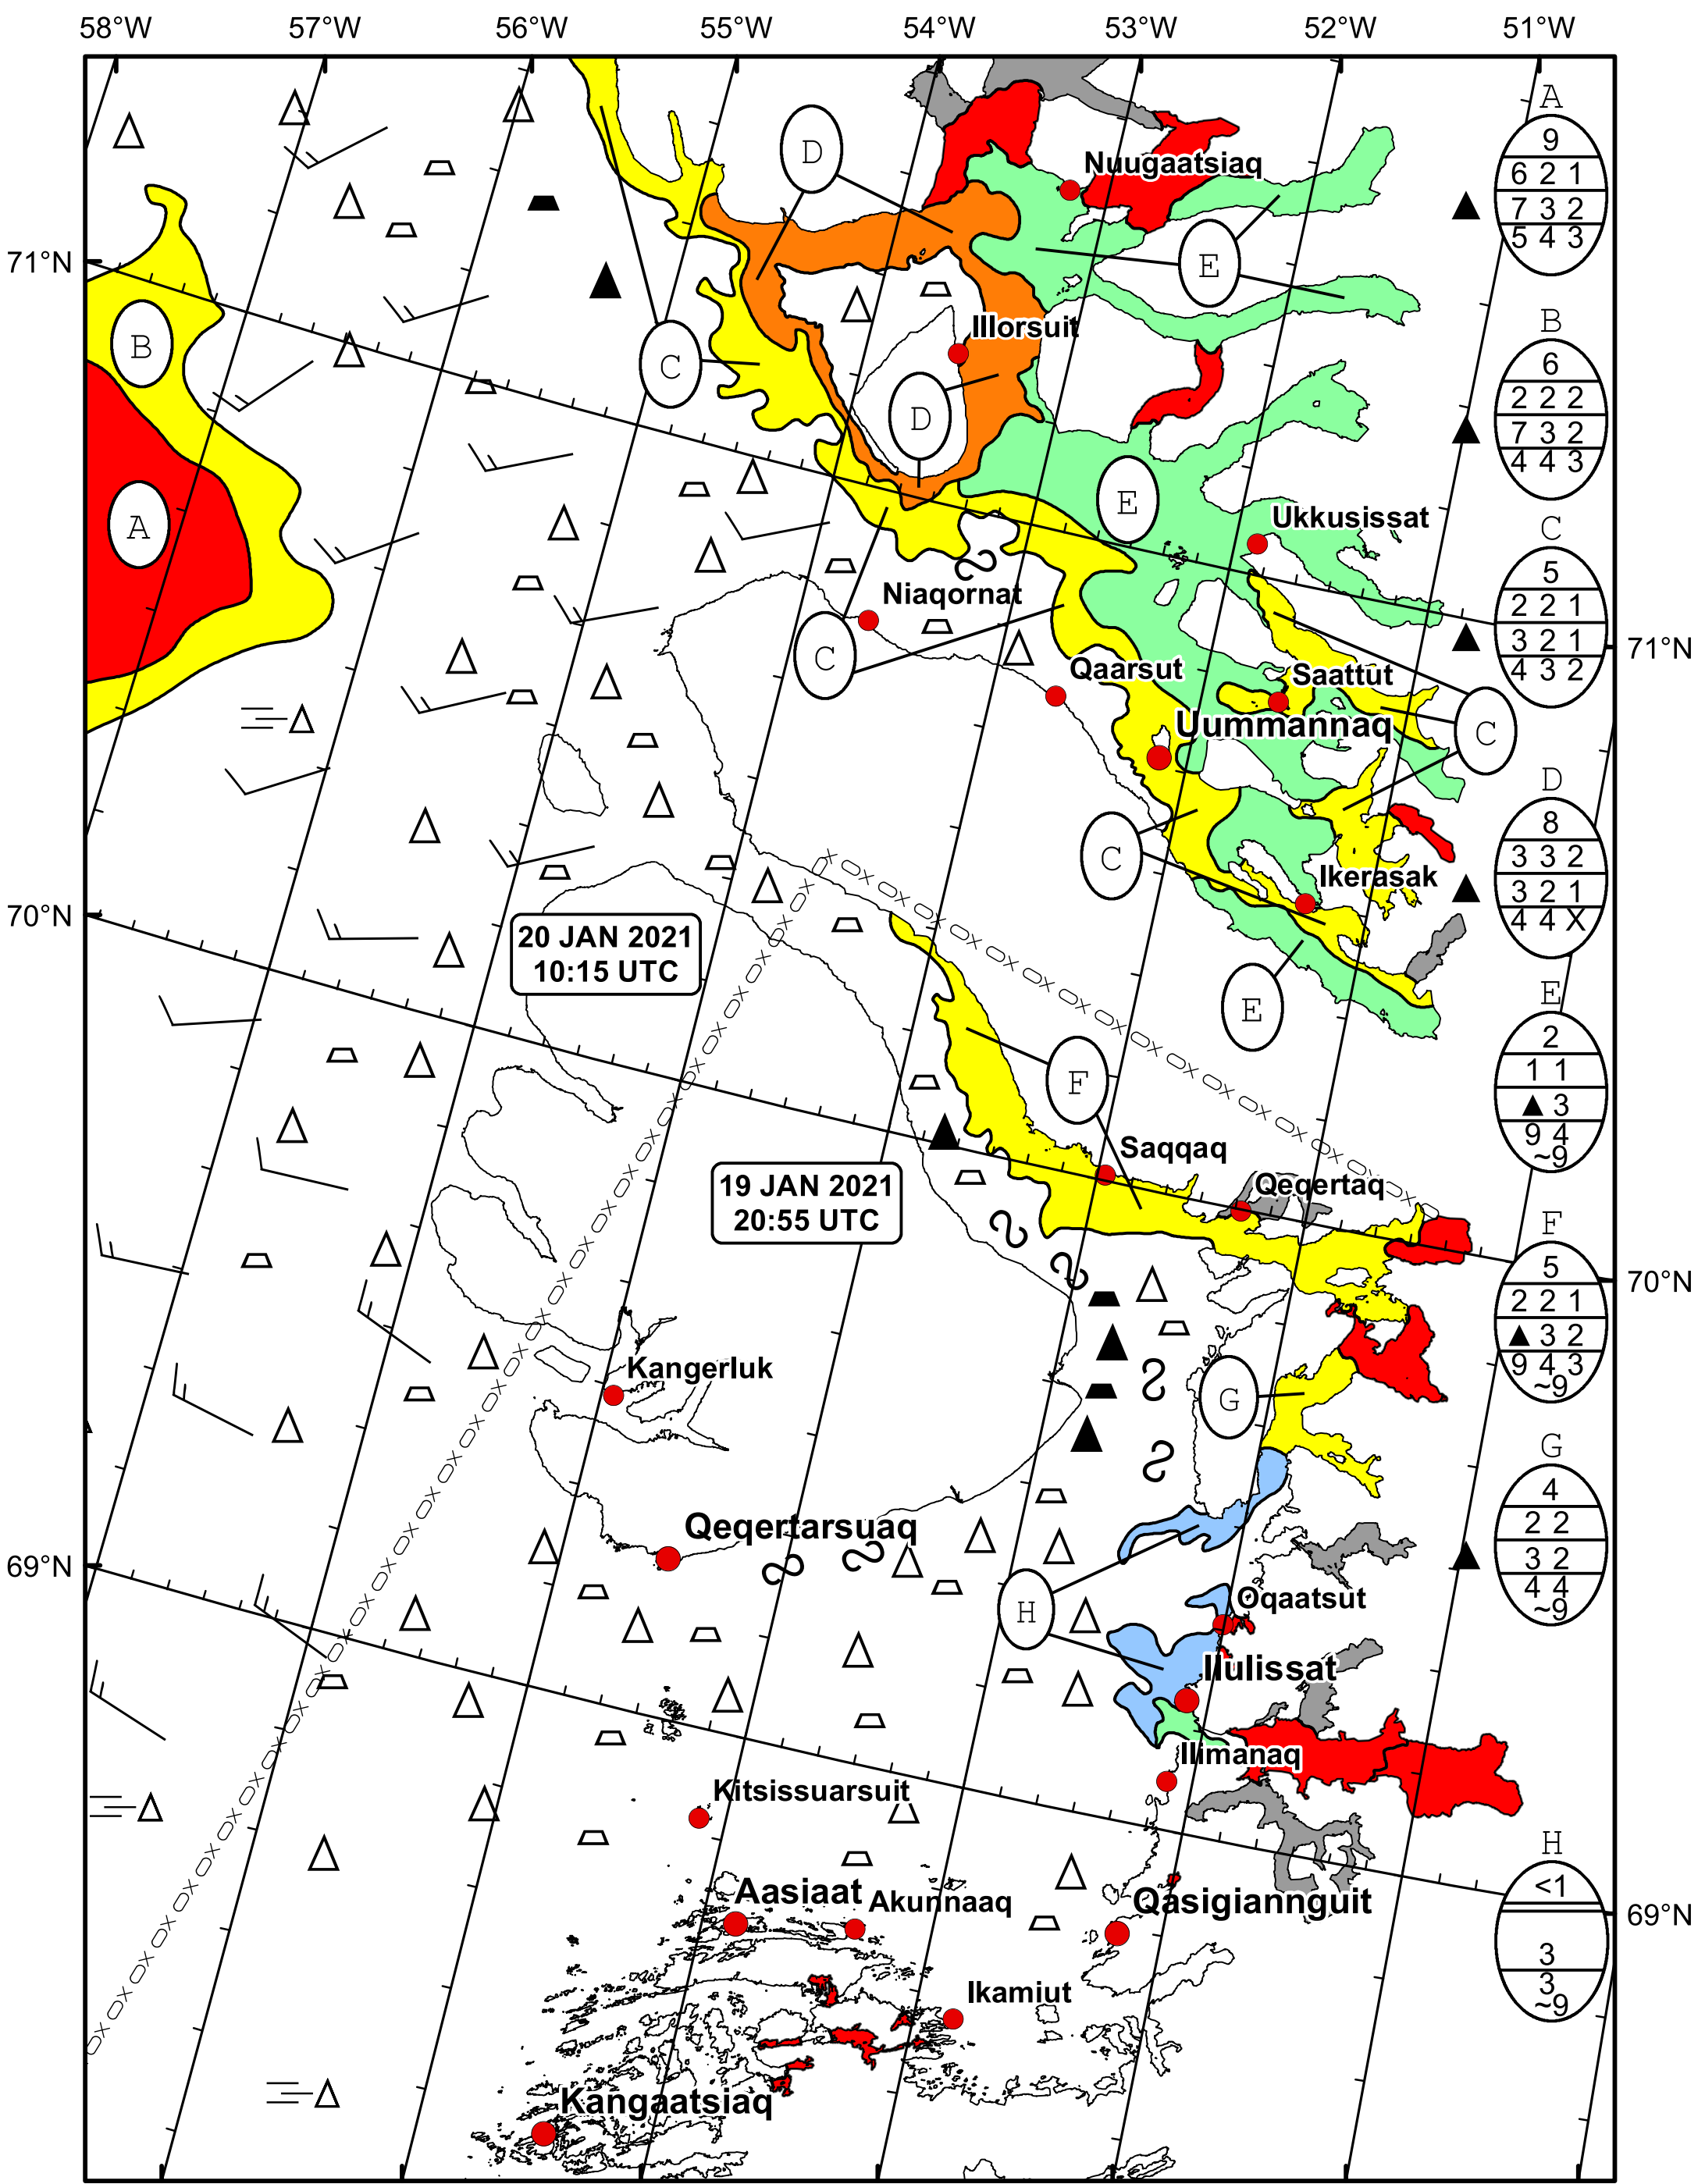 58°W 57°W 56°W 55°W 54°W 53°W 52°W 51°W
A
9
6 2 1
▲ 7 3 2
5 4 3
D
Nuugaatsiaq
E
71°N
B
Illorsuit
C
D
B
6
2 2 2
▲ 7 3 2
4 4 3
A
E
Ukkusissat
C
5
2 2 1
▲ 3 2 1
4 3 2
Niaqornat
C
Qaarsut
Saattut
Uummannaq
C
71°N
D
8
3 3 2
▲ 3 2 1
4 4 X
C
Ikerasak
70°N
20 JAN 2021
10:15 UTC
E
E
2
1 1
▲ 3
9 4
~9
F
Saqqaq
19 JAN 2021
20:55 UTC
Qeqertaq
F
5
2 2 1
▲ 3 2
9 4 3
~9
70°N
Kangerluk
G
G
4
2 2
▲ 3 2
4 4
~9
Qeqertarsuaq
69°N
H
Oqaatsut
Ilulissat
Ilimanaq
Kitsissuarsuit
H
<1
3
3
~9
Aasiaat
Akunnaaq
Qasigiannguit
69°N
Ikamiut
Kangaatsiaq